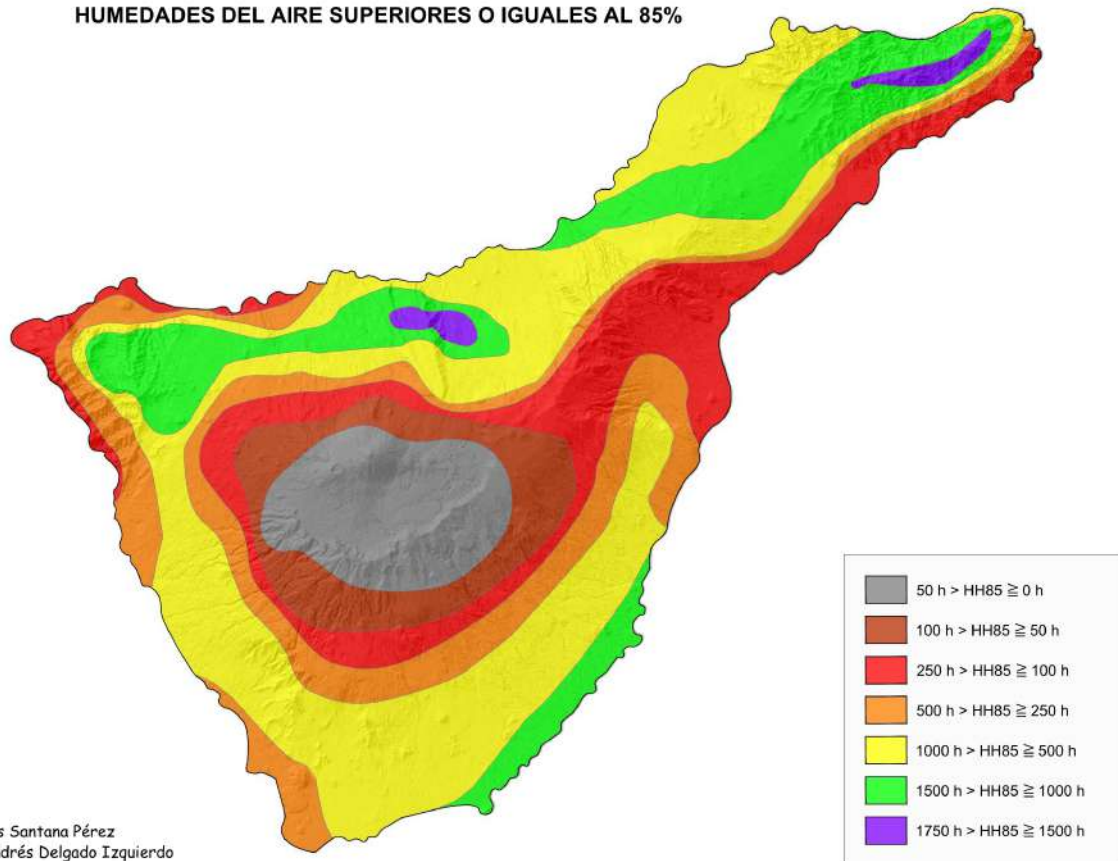 HUMEDADES DEL AIRE SUPERIORES O IGUALES AL 85%
50 h > HH85 ≧ 0 h
100 h > HH85 ≧ 50 h
250 h > HH85 ≧ 100 h
500 h > HH85 ≧ 250 h
1000 h > HH85 ≧ 500 h
1500 h > HH85 ≧ 1000 h
1750 h > HH85 ≧ 1500 h
s Santana Pérez
drés Delgado Izquierdo